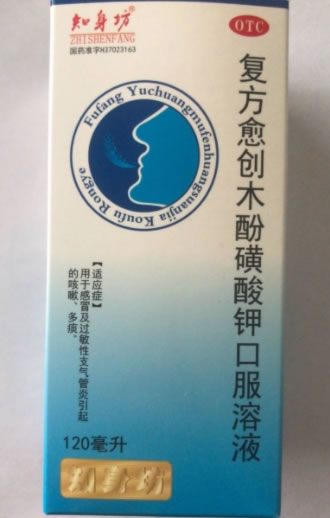 知身坊
ZHISHENFANG
国药准字H37023163
OTC
复方愈创木酚磺酸钾口服溶液
Fufang Yuchuangmufenhuangsuanjia Koufu Rongye
【适应症】
用于感冒及过敏性支气管炎引起
的咳嗽、多痰。
120毫升
知身坊